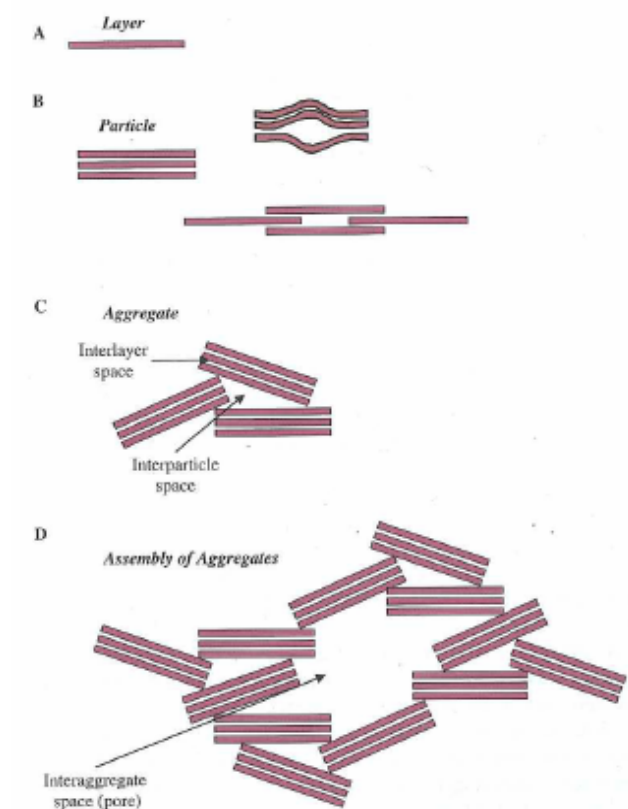 A
Layer
B
Particle
C
Aggregate
Interlayer
space
Interparticle
space
D
Assembly of Aggregates
Interaggregate
space (pore)